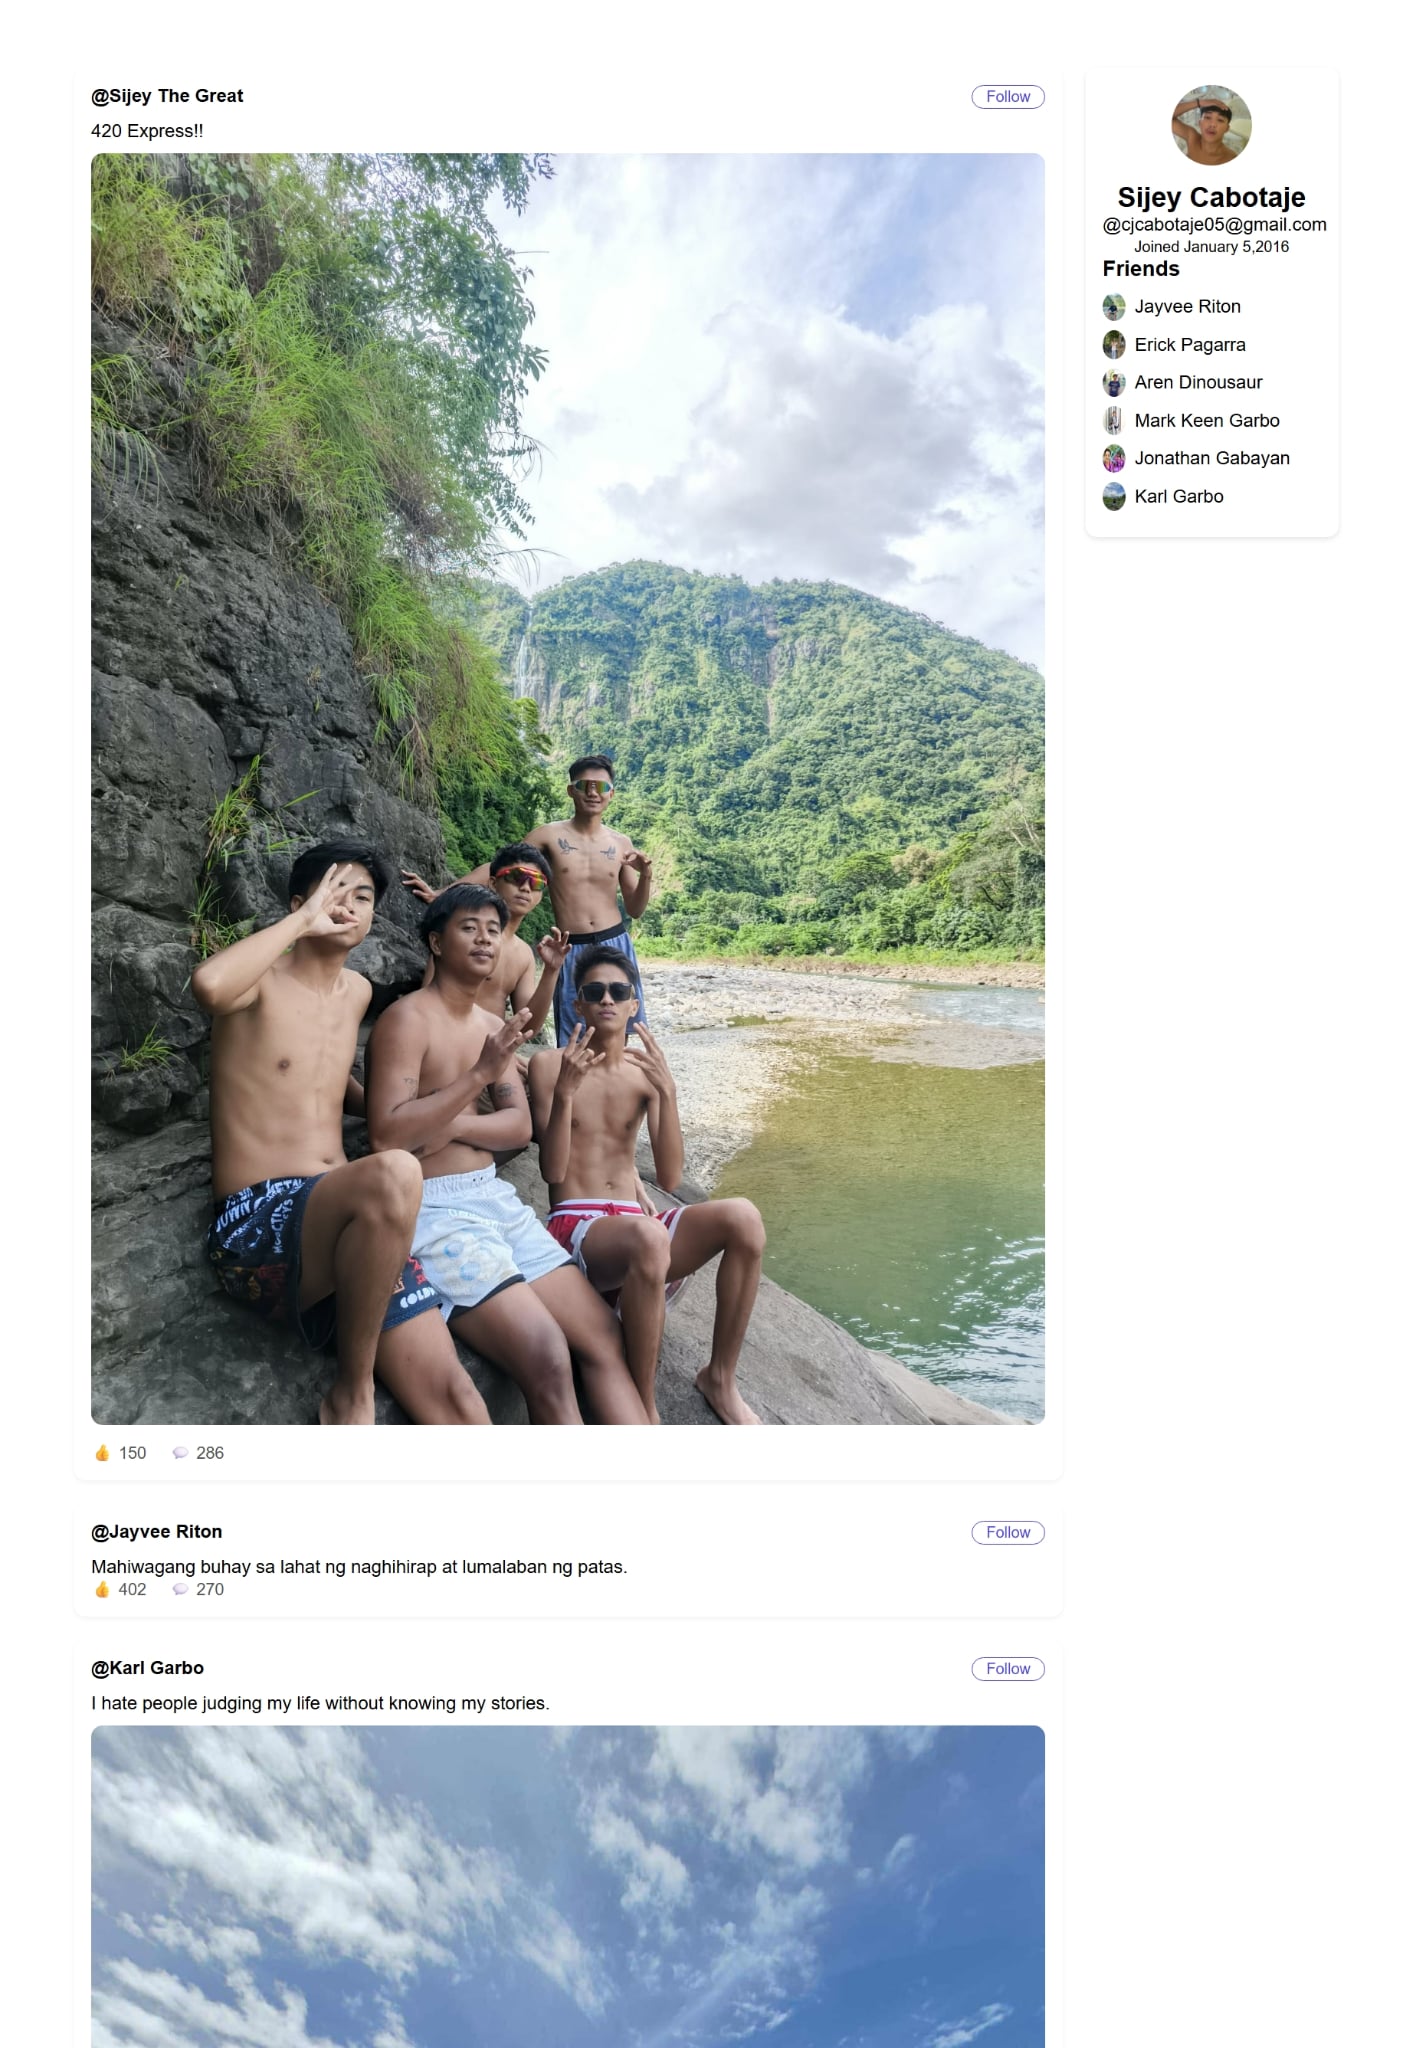 @Sijey The Great
Follow
420 Express!!
150 286
@Jayvee Riton
Follow
Mahiwagang buhay sa lahat ng naghihirap at lumalaban ng patas.
402 270
@Karl Garbo
Follow
I hate people judging my life without knowing my stories.
Sijey Cabotaje
@cjcabotaje05@gmail.com
Joined January 5,2016
Friends
Jayvee Riton
Erick Pagarra
Aren Dinousaur
Mark Keen Garbo
Jonathan Gabayan
Karl Garbo